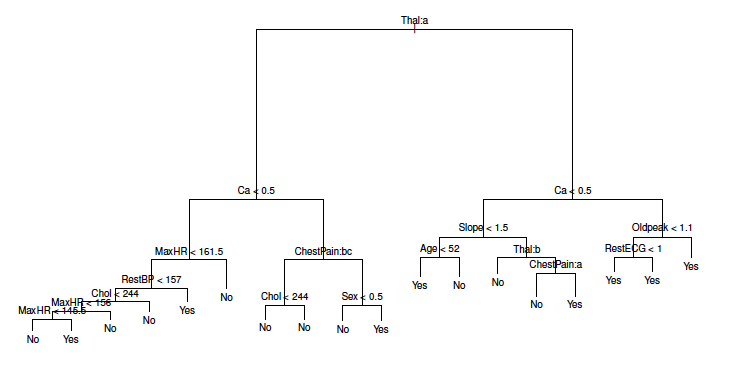 Thal:a
Ca < 0.5
Ca < 0.5
Slope < 1.5
Oldpeak < 1.1
MaxHR < 161.5
ChestPain:bc
Age < 52
Thal:b
RestECG < 1
ChestPain:a
Yes
RestBP < 157
Yes
No
No
Yes
Yes
Chol < 244
No
Chol < 244
Sex < 0.5
No
Yes
MaxHR < 156
Yes
MaxHR < 145.5
No
No
No
No
No
Yes
No
Yes